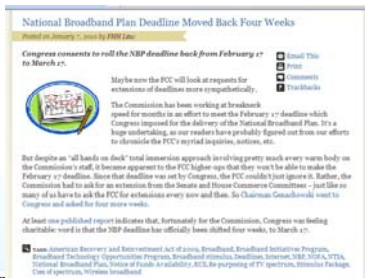 National Broadband Plan Deadline Moved Back Four Weeks
Posted on January 7, 2010 by FHH Law
Congress consents to roll the NBP deadline back from February 17
to March 17.
Email This
Print
Comments
Trackbacks
Maybe now the FCC will look at requests for
extensions of deadlines more sympathetically.
The Commission has been working at breakneck
speed for months in an effort to meet the
February 17 deadline which
Congress imposed for the delivery of the National Broadband Plan. It's a
huge undertaking, as our readers have probably figured out from our efforts
to chronicle the FCC's myriad inquiries, notices, etc.
But despite an "all hands on deck" total immersion approach involving pretty much every warm body on
the Commission's staff, it became apparent to the FCC higher-ups that they won't be able to make the
February 17 deadline. Since that deadline was set by Congress, the FCC couldn't just ignore it. Rather, the
Commission had to ask for an extension from the Senate and House Commerce Committees – just like so
many of us have to ask the FCC for extensions every now and then. So Chairman Genachowski went to
Congress and asked for four more weeks.
At least one published report indicates that, fortunately for the Commission, Congress was feeling
charitable: word is that the NBP deadline has officially been shifted four weeks, to March 17.
TAGS: American Recovery and Reinvestment Act of 2009, Broadband, Broadband Initiatives Program,
Broadband Technology Opportunities Program, Broadband stimulus, Deadlines, Internet, NBP, NOFA, NTIA,
National Broadband Plan, Notice of Funds Availability, RUS, Re-purposing of TV spectrum, Stimulus Package,
Uses of spectrum, Wireless broadband